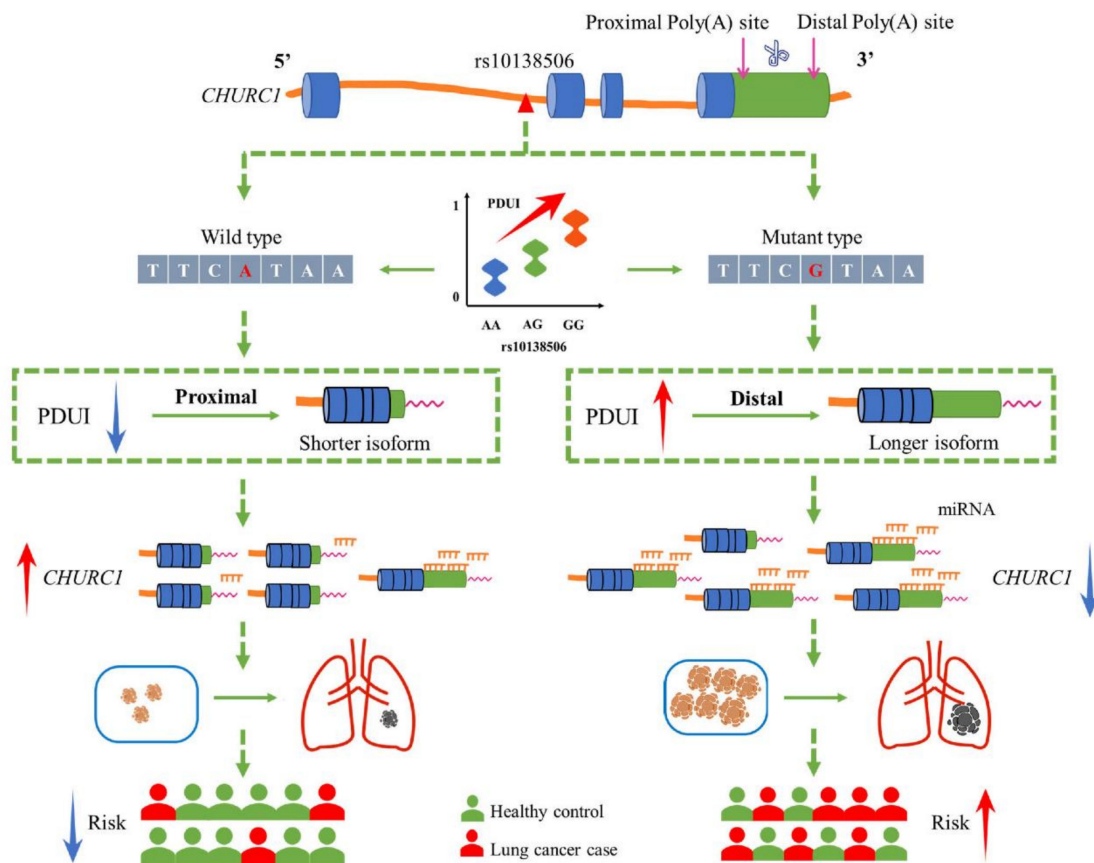 Proximal Poly(A) site
Distal Poly(A) site
5’
rs10138506
3’
CHURC1
PDUI
1
0
AA AG GG
rs10138506
Wild type
T T C A T A A
Mutant type
T T C G T A A
PDUI
Proximal
Shorter isoform
PDUI
Distal
Longer isoform
miRNA
CHURC1
CHURC1
Risk
Healthy control
Lung cancer case
Risk